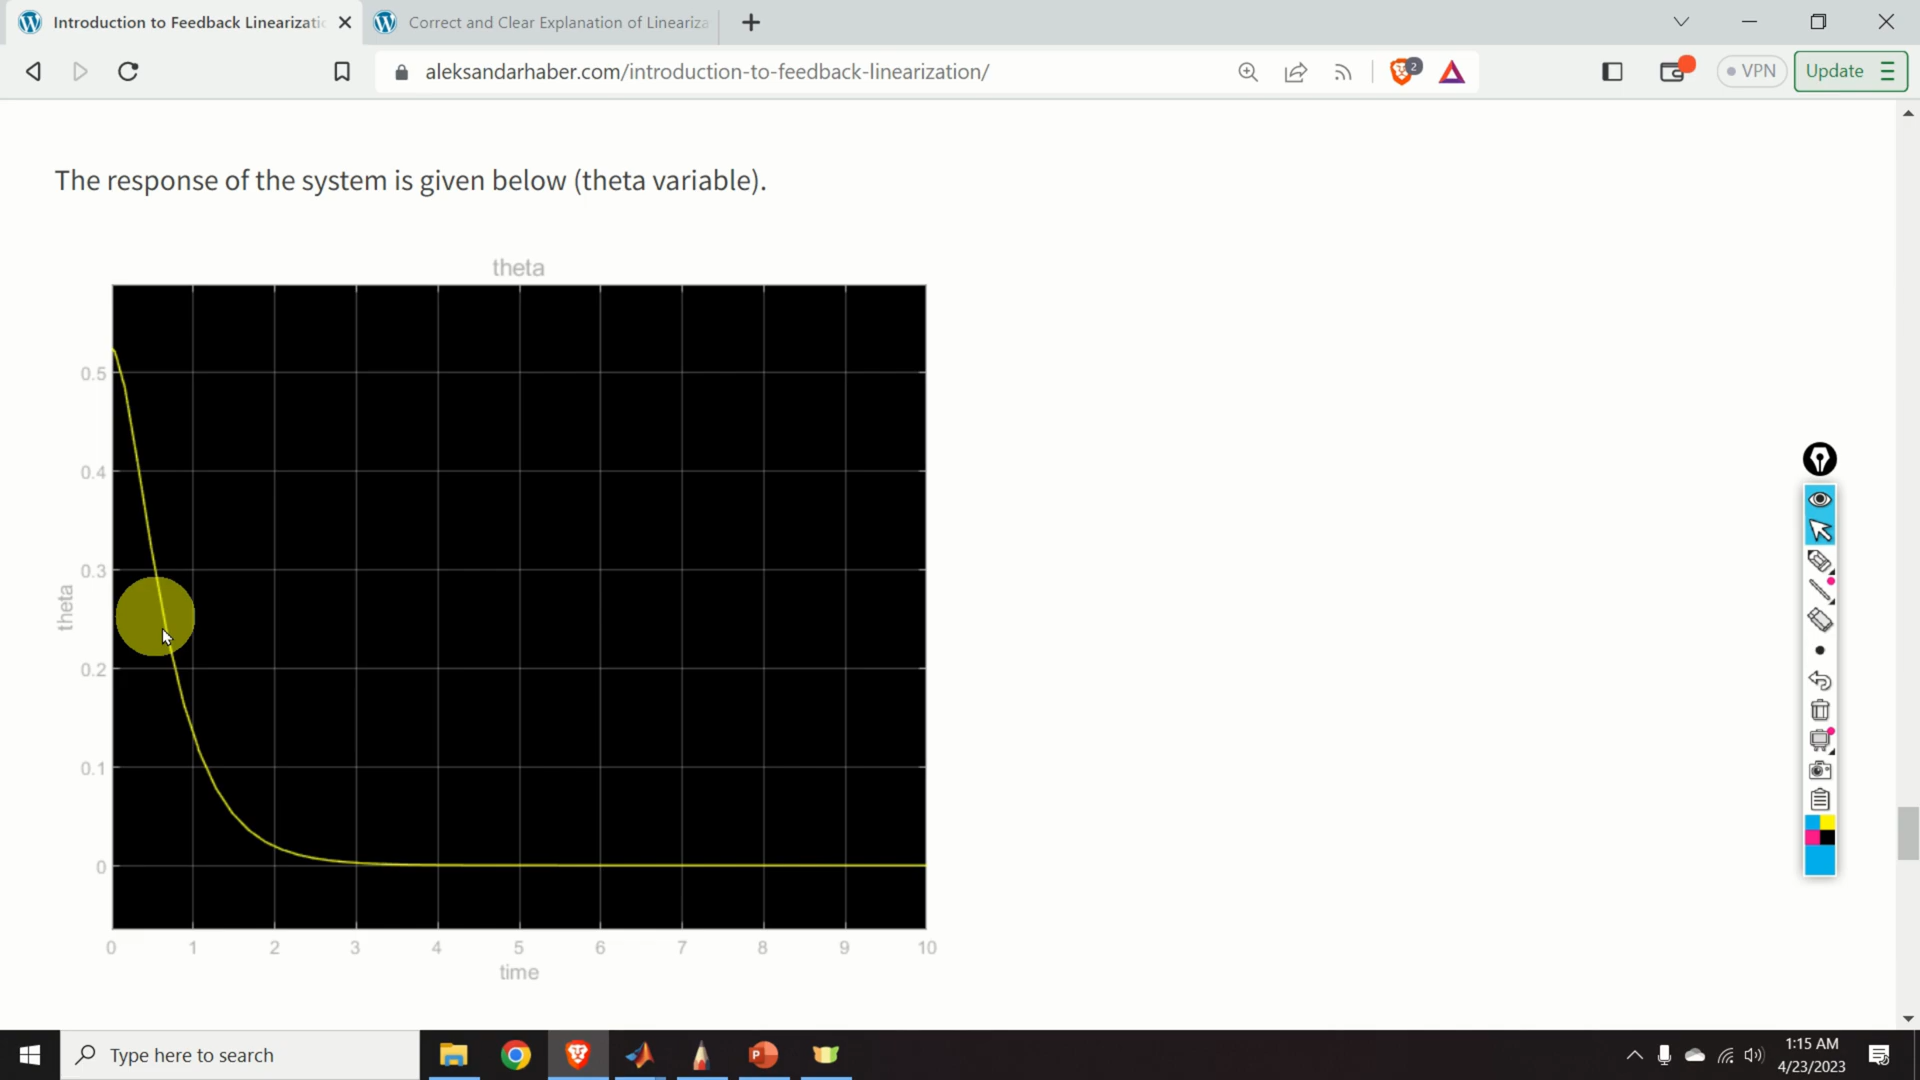 Introduction to Feedback Linearizatio
Correct and Clear Explanation of Lineariza
aleksandarhaber.com/introduction-to-feedback-linearization/
2
VPN
Update
The response of the system is given below (theta variable).
theta
0.5
0.4
0.3
0.2
0.1
0
theta
0 1 2 3 4 5 6 7 8 9 10
time
Type here to search
P
1:15 AM
4/23/2023